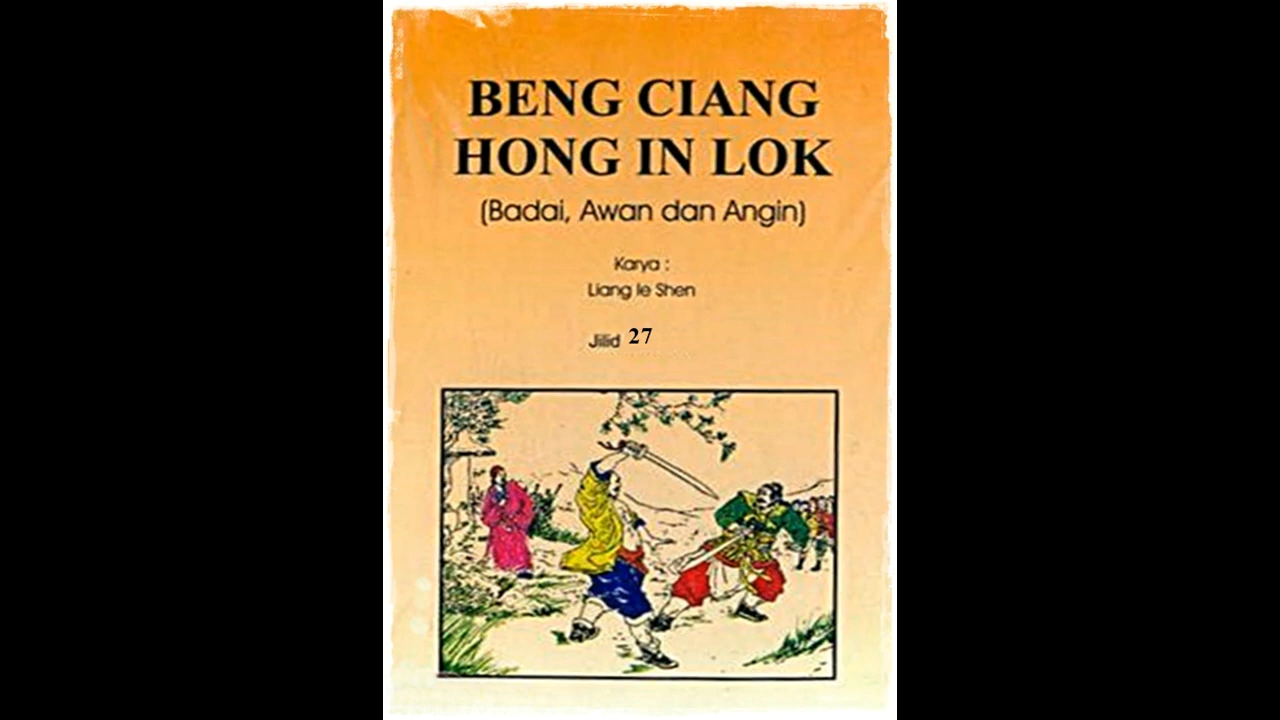 BENG CIANG
HONG IN LOK
(Badai, Awan dan Angin)
Karya :
Liang Ie Shen
Jilid 27